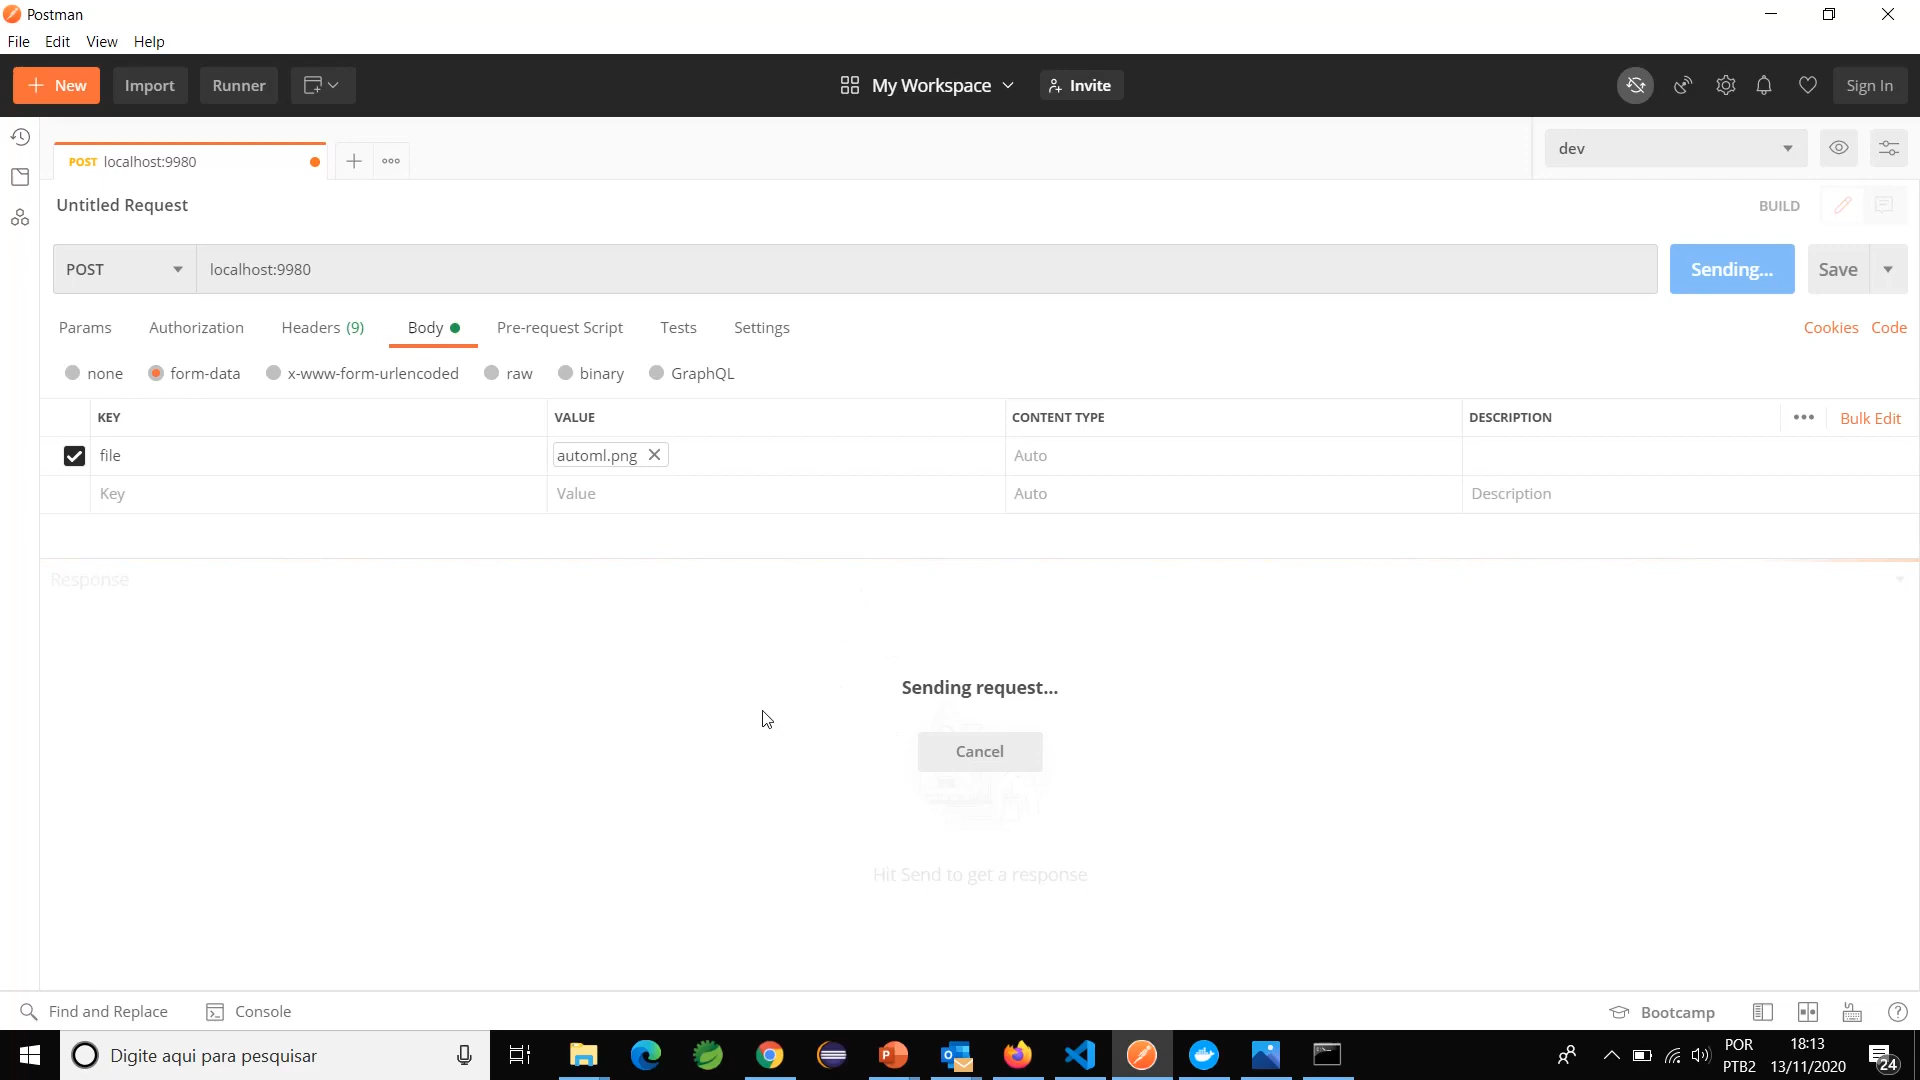 Postman
File Edit View Help
New Import Runner My Workspace Invite Sign In
POST localhost:9980 dev
Untitled Request BUILD
POST localhost:9980 Sending... Save
Params Authorization Headers (9) Body Pre-request Script Tests Settings Cookies Code
none form-data x-www-form-urlencoded raw binary GraphQL
KEY VALUE CONTENT TYPE DESCRIPTION Bulk Edit
file automl.png Auto
Key Value Auto Description
Response
Sending request...
Cancel
Hit Send to get a response
Find and Replace Console Bootcamp
Digite aqui para pesquisar POR 18:13
PTB2 13/11/2020 24